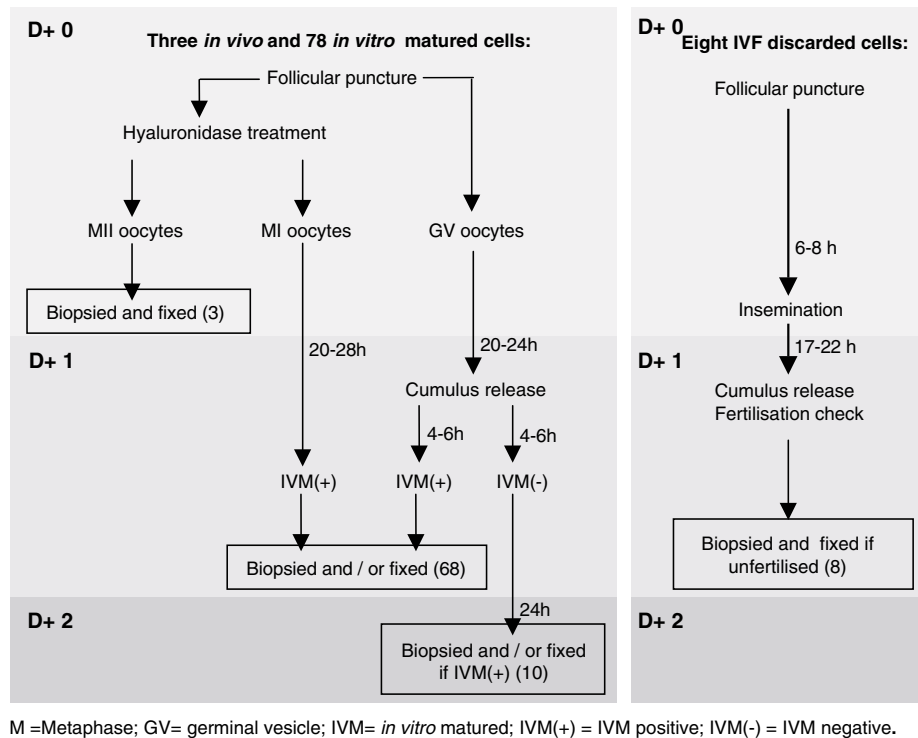 D+ 0
Three in vivo and 78 in vitro matured cells:
Follicular puncture
Hyaluronidase treatment
MII oocytes
MI oocytes
GV oocytes
Biopsied and fixed (3)
20-28h
20-24h
D+ 1
Cumulus release
4-6h
4-6h
IVM(+)
IVM(+)
IVM(-)
Biopsied and / or fixed (68)
D+ 2
24h
Biopsied and / or fixed
if IVM(+) (10)
D+ 0
Eight IVF discarded cells:
Follicular puncture
6-8 h
Insemination
17-22 h
D+ 1
Cumulus release
Fertilisation check
Biopsied and fixed if
unfertilised (8)
D+ 2
M =Metaphase; GV= germinal vesicle; IVM= in vitro matured; IVM(+) = IVM positive; IVM(-) = IVM negative.